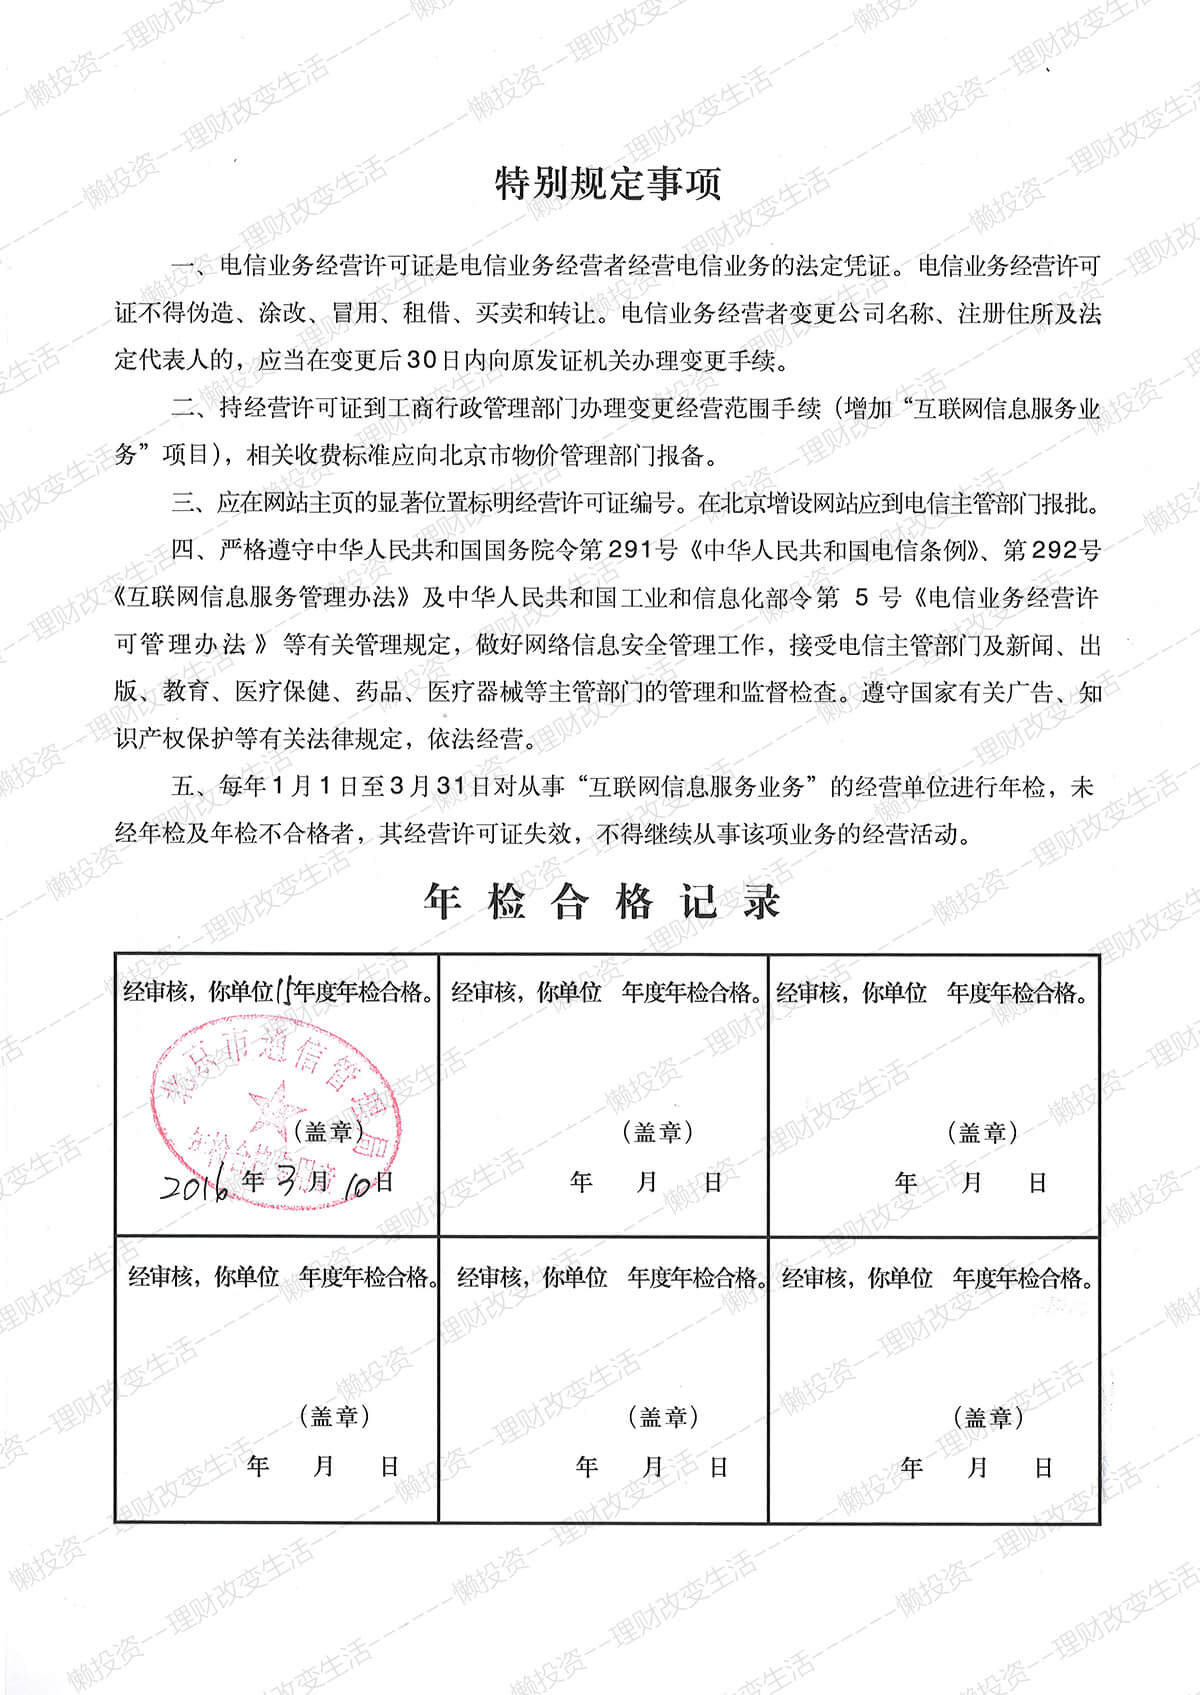 特别规定事项
一、电信业务经营许可证是电信业务经营者经营电信业务的法定凭证。电信业务经营许可
证不得伪造、涂改、冒用、租借、买卖和转让。电信业务经营者变更公司名称、注册住所及法
定代表人的，应当在变更后30日内向原发证机关办理变更手续。
二、持经营许可证到工商行政管理部门办理变更经营范围手续（增加“互联网信息服务业
务”项目），相关收费标准应向北京市物价管理部门报备。
三、应在网站主页的显著位置标明经营许可证编号。在北京增设网站应到电信主管部门报批。
四、严格遵守中华人民共和国国务院令第291号《中华人民共和国电信条例》、第292号
《互联网信息服务管理办法》及中华人民共和国工业和信息化部令第 5 号《电信业务经营许
可管理办法》等有关管理规定，做好网络信息安全管理工作，接受电信主管部门及新闻、出
版、教育、医疗保健、药品、医疗器械等主管部门的管理和监督检查。遵守国家有关广告、知
识产权保护等有关法律规定，依法经营。
五、每年1月1日至3月31日对从事“互联网信息服务业务”的经营单位进行年检，未
经年检及年检不合格者，其经营许可证失效，不得继续从事该项业务的经营活动。
年检合格记录
经审核，你单位15年度年检合格。 经审核，你单位 年度年检合格。 经审核，你单位 年度年检合格。
北京市通信管理局
（盖章） （盖章） （盖章）
年检合格专用章
2016年3月10日 年 月 日 年 月 日
经审核，你单位 年度年检合格。 经审核，你单位 年度年检合格。 经审核，你单位 年度年检合格。
（盖章） （盖章） （盖章）
年 月 日 年 月 日 年 月 日
懒投资---理财改变生活